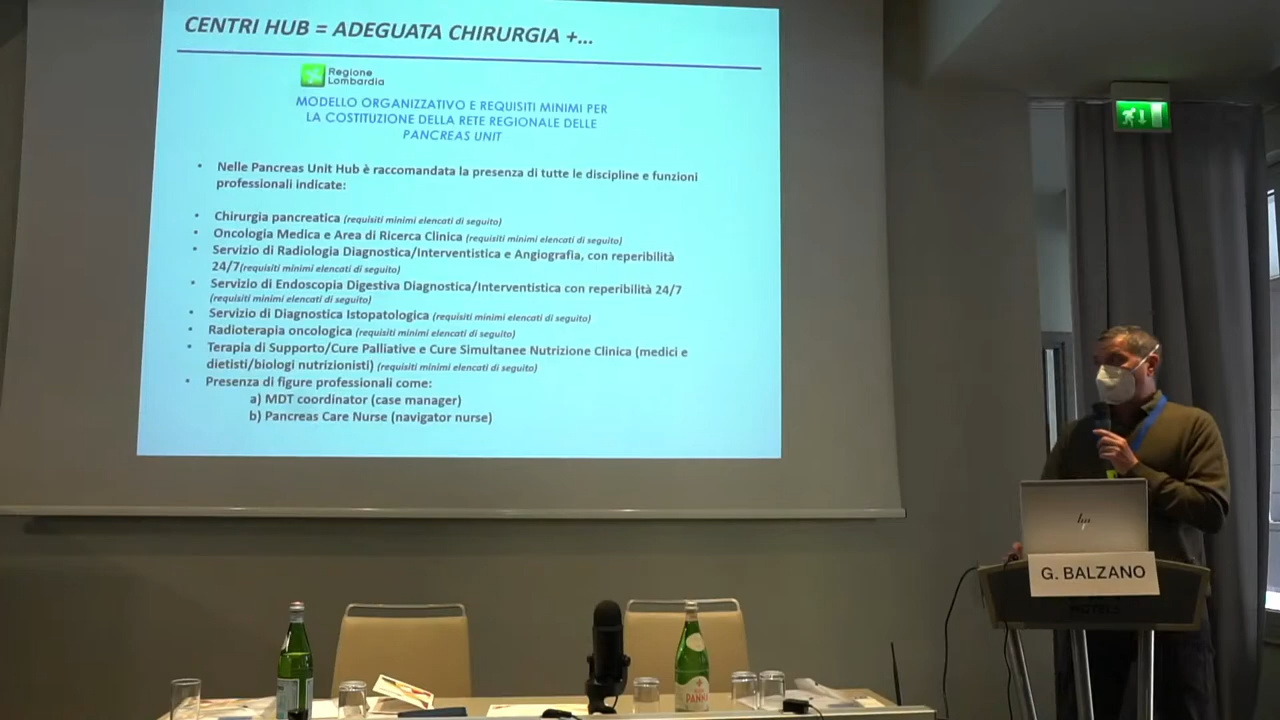 CENTRI HUB = ADEGUATA CHIRURGIA +...
Regione
Lombardia
MODELLO ORGANIZZATIVO E REQUISITI MINIMI PER
LA COSTITUZIONE DELLA RETE REGIONALE DELLE
PANCREAS UNIT
• Nelle Pancreas Unit Hub è raccomandata la presenza di tutte le discipline e funzioni
professionali indicate:
• Chirurgia pancreatica (requisiti minimi elencati di seguito)
• Oncologia Medica e Area di Ricerca Clinica (requisiti minimi elencati di seguito)
• Servizio di Radiologia Diagnostica/Interventistica e Angiografia, con reperibilità
24/7(requisiti minimi elencati di seguito)
• Servizio di Endoscopia Digestiva Diagnostica/Interventistica con reperibilità 24/7
(requisiti minimi elencati di seguito)
• Servizio di Diagnostica Istopatologica (requisiti minimi elencati di seguito)
• Radioterapia oncologica (requisiti minimi elencati di seguito)
• Terapia di Supporto/Cure Palliative e Cure Simultanee Nutrizione Clinica (medici e
dietisti/biologi nutrizionisti) (requisiti minimi elencati di seguito)
• Presenza di figure professionali come:
a) MDT coordinator (case manager)
b) Pancreas Care Nurse (navigator nurse)
hp
G. BALZANO
HOTELS
PANNA